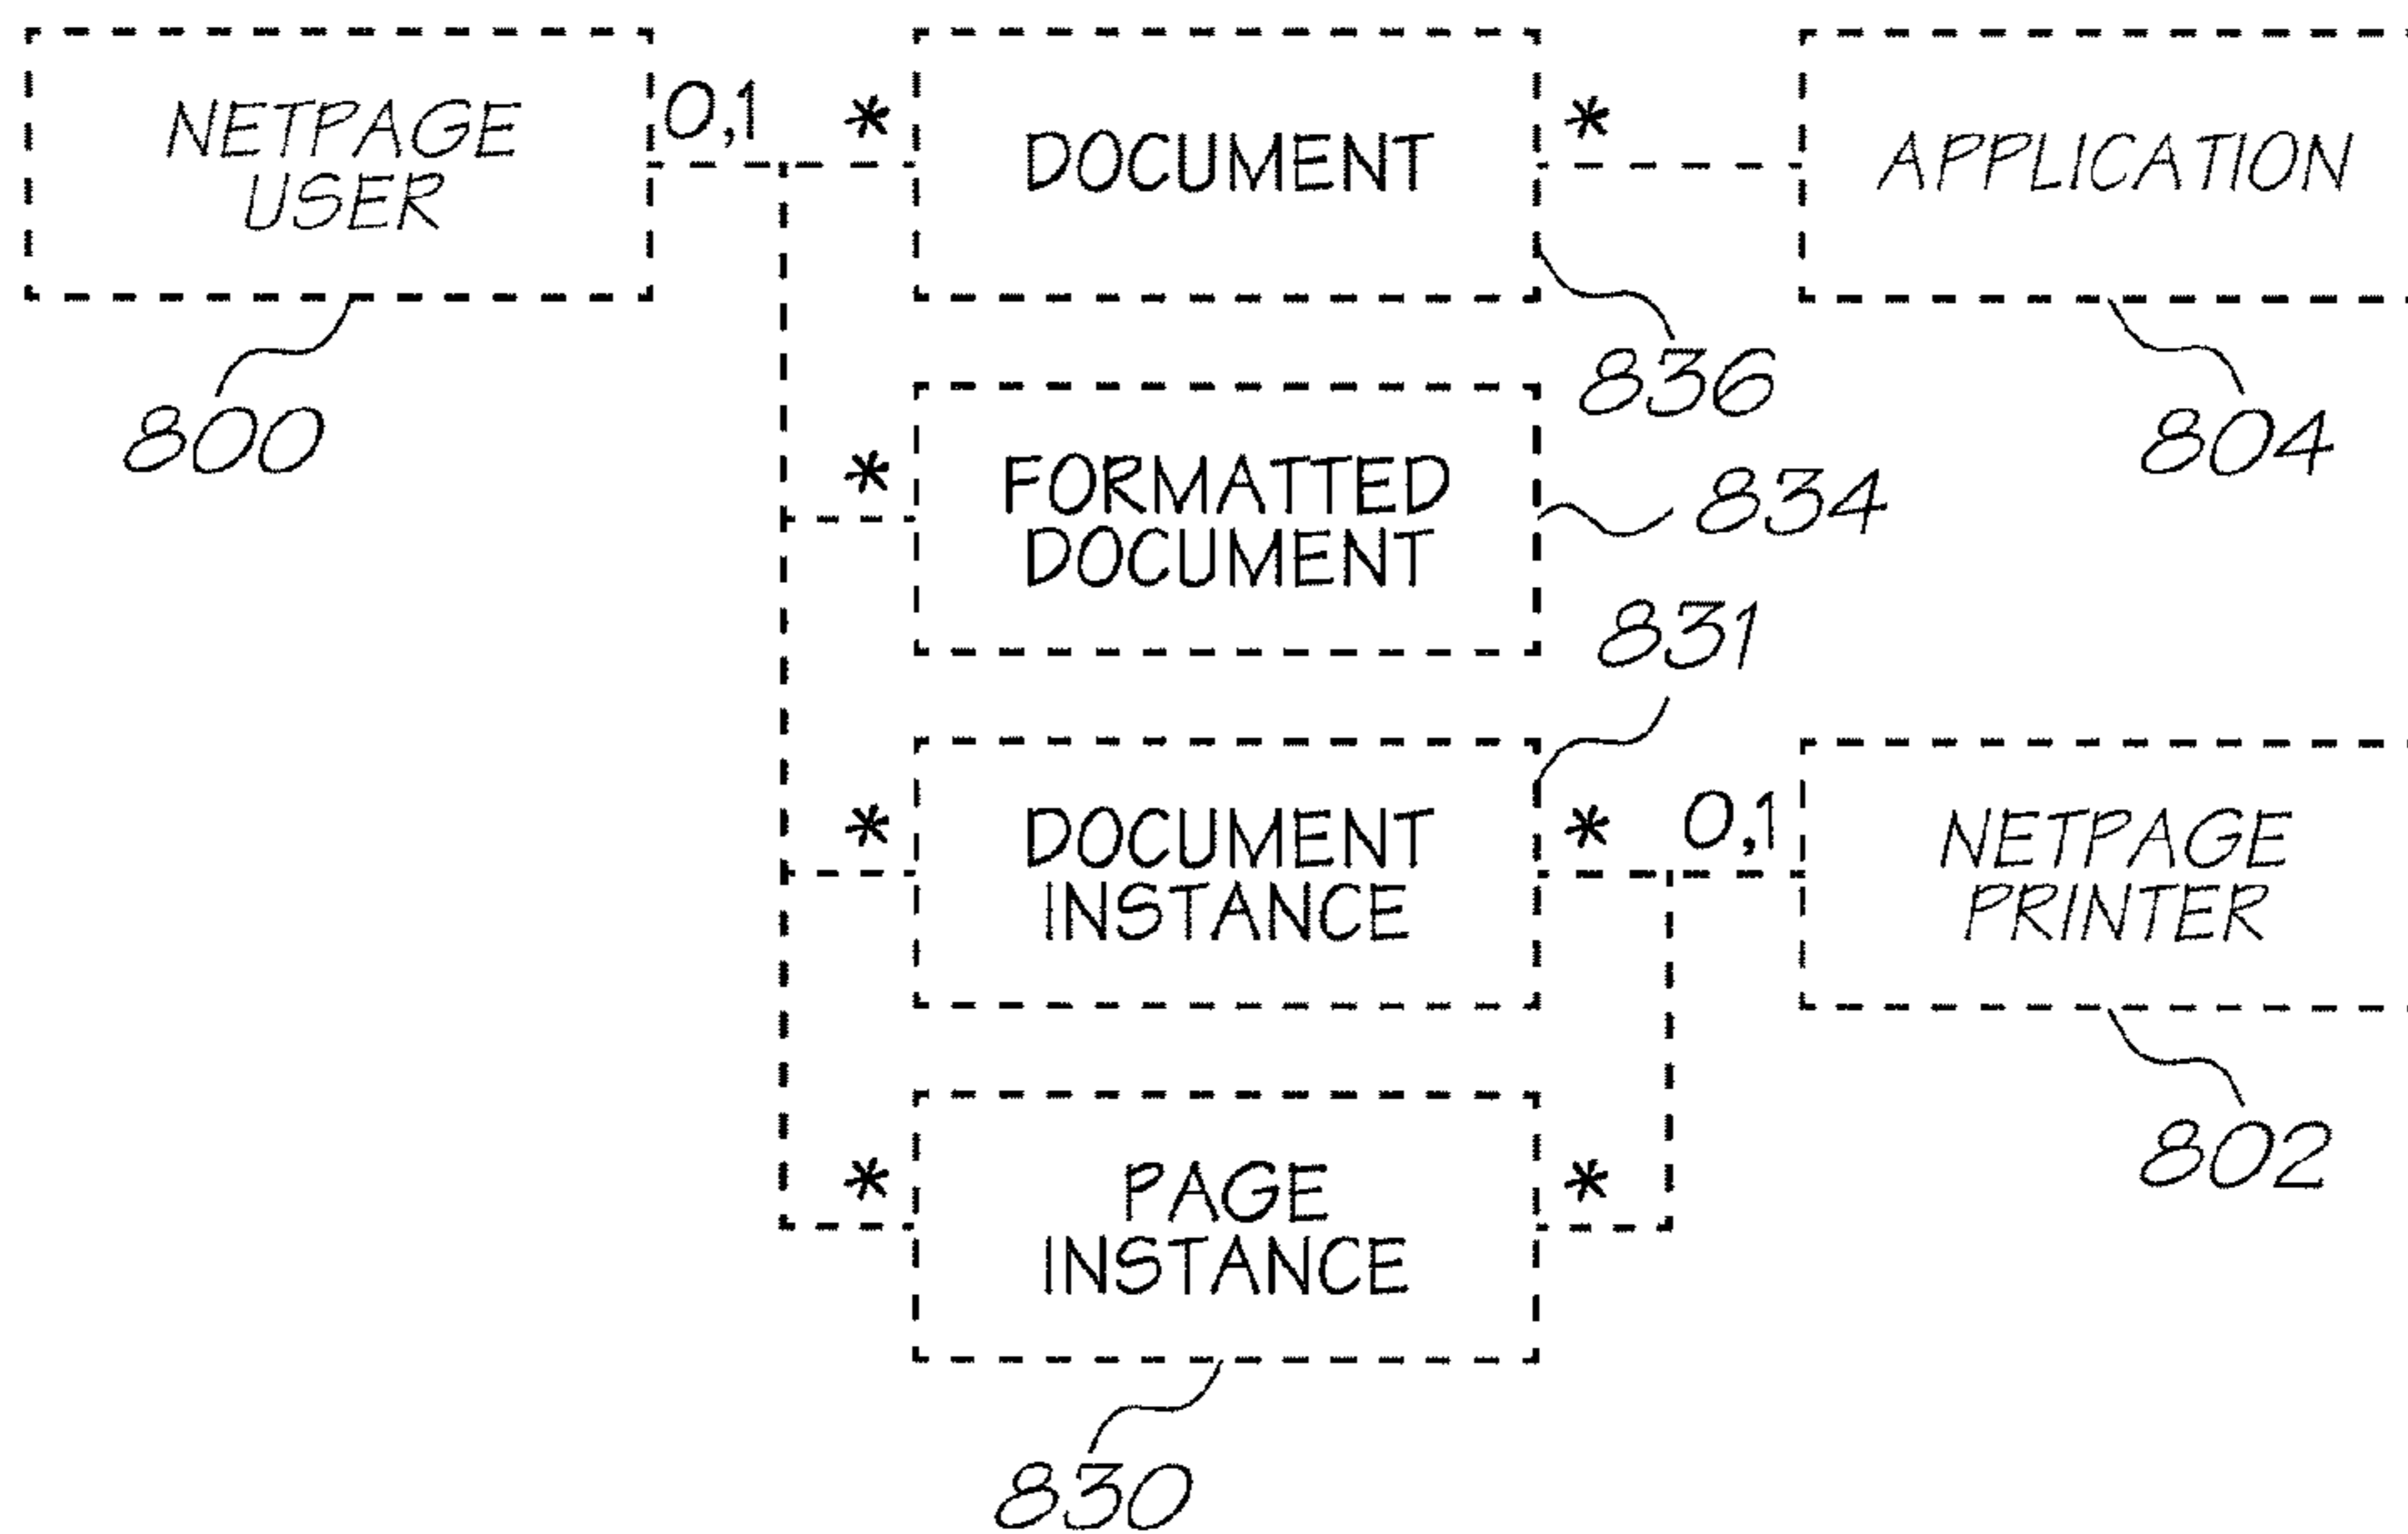 NETPAGE
USER
0,1
*
DOCUMENT
*
APPLICATION
800
836
804
*
FORMATTED
DOCUMENT
834
831
*
DOCUMENT
INSTANCE
*
0,1
NETPAGE
PRINTER
802
*
PAGE
INSTANCE
*
830